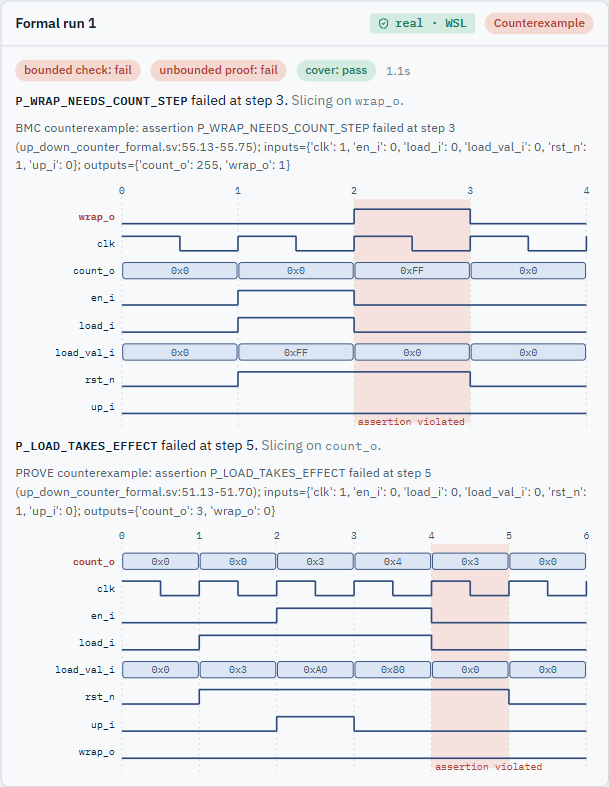 Formal run 1
real · WSL
Counterexample
bounded check: fail
unbounded proof: fail
cover: pass
1.1s
P_WRAP_NEEDS_COUNT_STEP failed at step 3. Slicing on wrap_o.
BMC counterexample: assertion P_WRAP_NEEDS_COUNT_STEP failed at step 3
(up_down_counter_formal.sv:55.13-55.75); inputs={'clk': 1, 'en_i': 0, 'load_i': 0, 'load_val_i': 0, 'rst_n':
1, 'up_i': 0}; outputs={'count_o': 255, 'wrap_o': 1}
0 1 2 3 4
wrap_o
clk
count_o 0x0 0x0 0xFF 0x0
en_i
load_i
load_val_i 0x0 0xFF 0x0 0x0
rst_n
up_i
assertion violated
P_LOAD_TAKES_EFFECT failed at step 5. Slicing on count_o.
PROVE counterexample: assertion P_LOAD_TAKES_EFFECT failed at step 5
(up_down_counter_formal.sv:51.13-51.70); inputs={'clk': 1, 'en_i': 0, 'load_i': 0, 'load_val_i': 0, 'rst_n':
1, 'up_i': 0}; outputs={'count_o': 3, 'wrap_o': 0}
0 1 2 3 4 5 6
count_o 0x0 0x0 0x3 0x4 0x3 0x0
clk
en_i
load_i
load_val_i 0x0 0x3 0xA0 0x80 0x0 0x0
rst_n
up_i
wrap_o
assertion violated